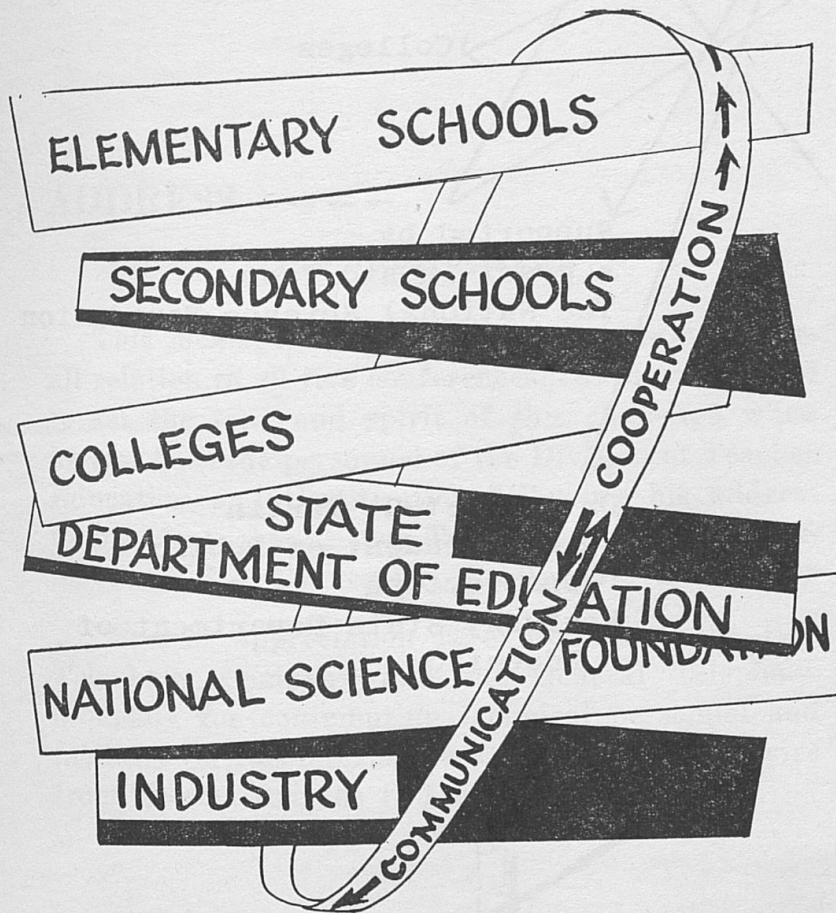 ELEMENTARY SCHOOLS
SECONDARY SCHOOLS
COLLEGES
STATE
DEPARTMENT OF EDUCATION
NATIONAL SCIENCE FOUNDATION
INDUSTRY
COMMUNICATION
COOPERATION